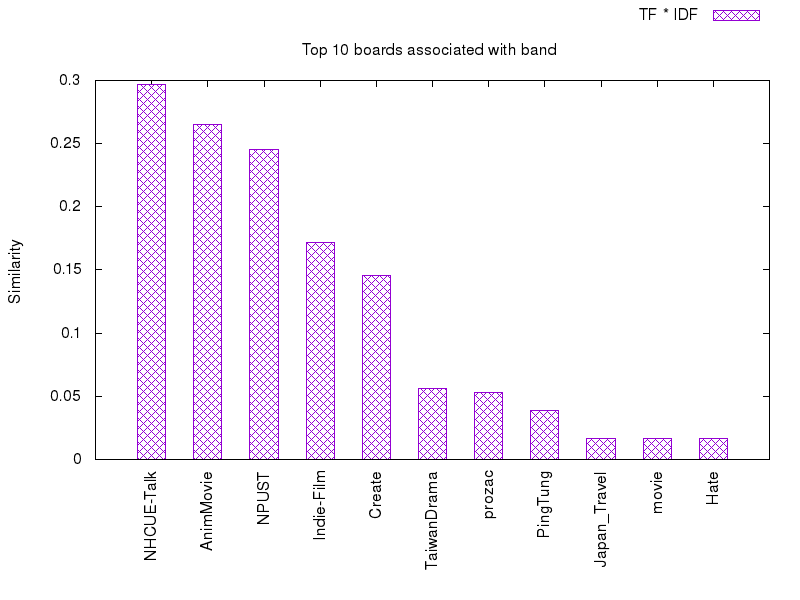 TF * IDF
Top 10 boards associated with band
0.3
0.25
0.2
0.15
0.1
0.05
0
Similarity
NHCUE-Talk
AnimMovie
NPUST
Indie-Film
Create
TaiwanDrama
prozac
PingTung
Japan_Travel
movie
Hate